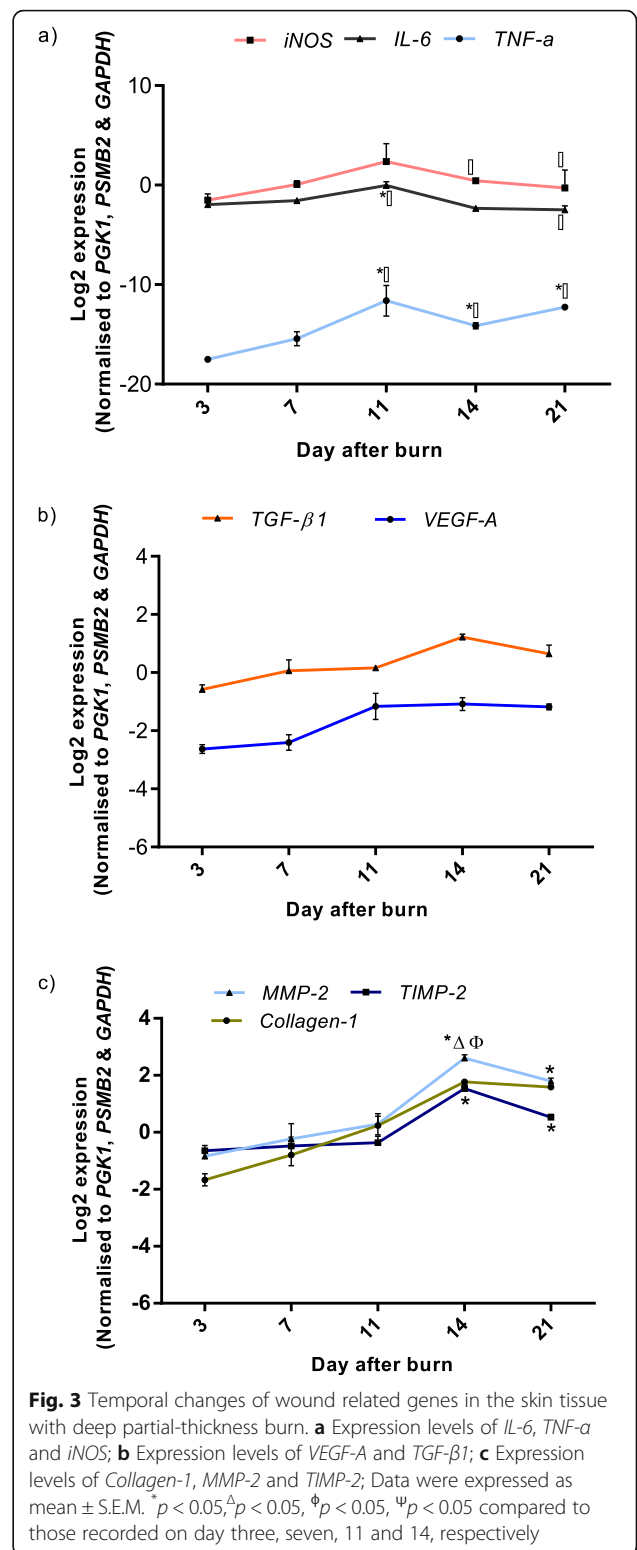 a)
iNOS IL-6 TNF-a
10
0
-10
-20
Log2 expression
(Normalised to PGK1, PSMB2 & GAPDH)
*▯
*▯
▯
*▯
▯
▯
*▯
3 7 11 14 21
Day after burn
b)
TGF-β1 VEGF-A
4
2
0
-2
-4
-6
Log2 expression
(Normalised to PGK1, PSMB2 & GAPDH)
3 7 11 14 21
Day after burn
c)
MMP-2 TIMP-2
Collagen-1
4
2
0
-2
-4
-6
Log2 expression
(Normalised to PGK1, PSMB2 & GAPDH)
*Δ Φ
*
*
*
3 7 11 14 21
Day after burn
Fig. 3 Temporal changes of wound related genes in the skin tissue
with deep partial-thickness burn. a Expression levels of IL-6, TNF-α
and iNOS; b Expression levels of VEGF-A and TGF-β1; c Expression
levels of Collagen-1, MMP-2 and TIMP-2; Data were expressed as
mean ± S.E.M. *p < 0.05,Δp < 0.05, ϕp < 0.05, Ψp < 0.05 compared to
those recorded on day three, seven, 11 and 14, respectively